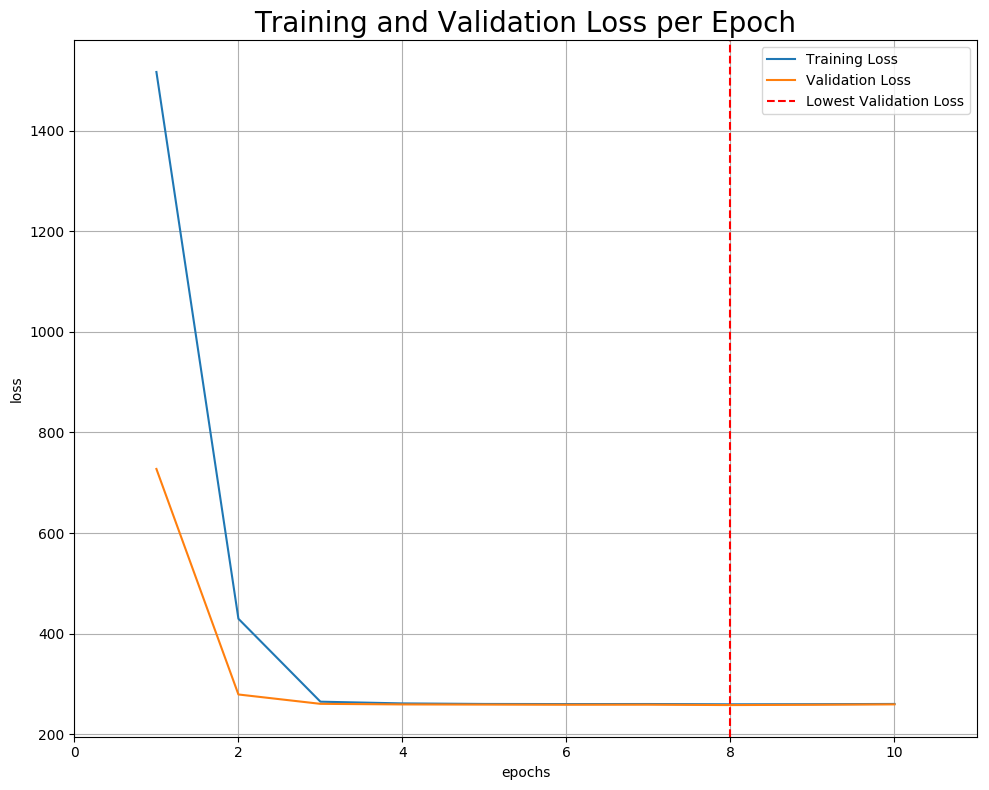 Training and Validation Loss per Epoch
Training Loss
Validation Loss
Lowest Validation Loss
loss
1400
1200
1000
800
600
400
200
0 2 4 6 8 10
epochs